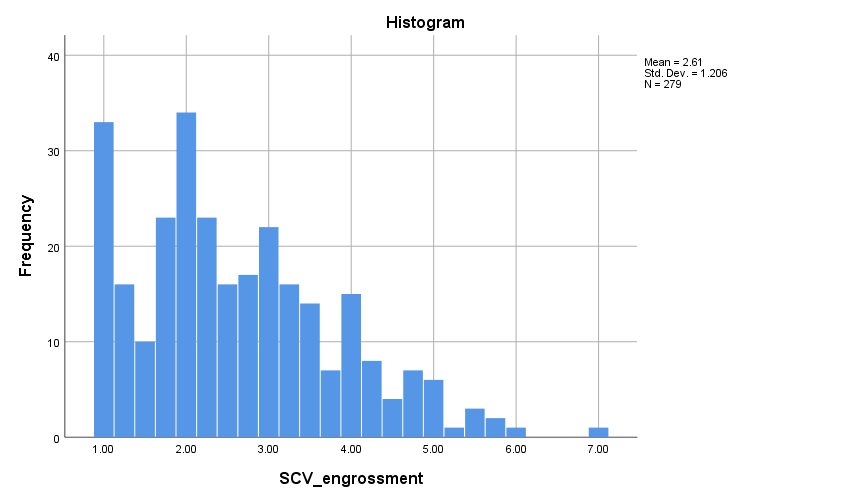 Histogram
Mean = 2.61
Std. Dev. = 1.206
N = 279
Frequency
40
30
20
10
0
1.00 2.00 3.00 4.00 5.00 6.00 7.00
SCV_engrossment